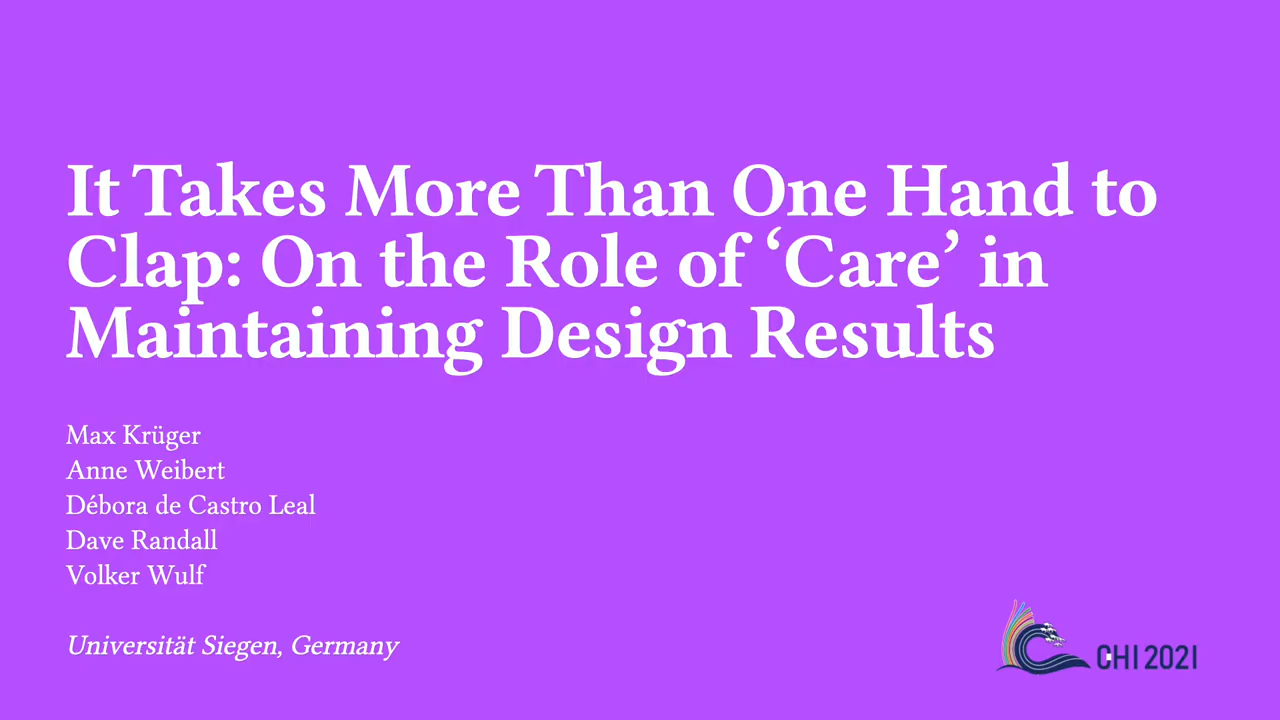 It Takes More Than One Hand to
Clap: On the Role of ‘Care’ in
Maintaining Design Results
Max Krüger
Anne Weibert
Débora de Castro Leal
Dave Randall
Volker Wulf
Universität Siegen, Germany
CHI 2021